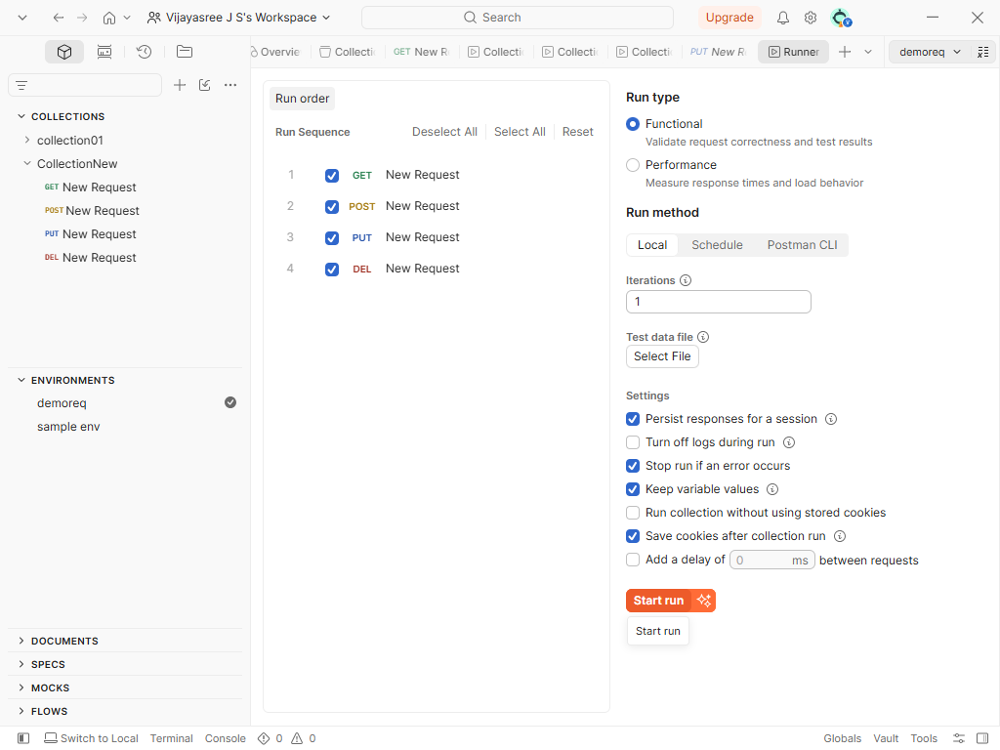 Vijayasree J S's Workspace
Search
Upgrade
Overvie
Collectio
GET New R
Collectio
Collectio
Collectio
PUT New R
Runner
demoreq
COLLECTIONS
collection01
CollectionNew
GET New Request
POST New Request
PUT New Request
DEL New Request
ENVIRONMENTS
demoreq
sample env
DOCUMENTS
SPECS
MOCKS
FLOWS
Run order
Run Sequence
Deselect All
Select All
Reset
1 GET New Request
2 POST New Request
3 PUT New Request
4 DEL New Request
Run type
Functional
Validate request correctness and test results
Performance
Measure response times and load behavior
Run method
Local
Schedule
Postman CLI
Iterations
1
Test data file
Select File
Settings
Persist responses for a session
Turn off logs during run
Stop run if an error occurs
Keep variable values
Run collection without using stored cookies
Save cookies after collection run
Add a delay of 0 ms between requests
Start run
Start run
Switch to Local
Terminal
Console
0
0
Globals
Vault
Tools